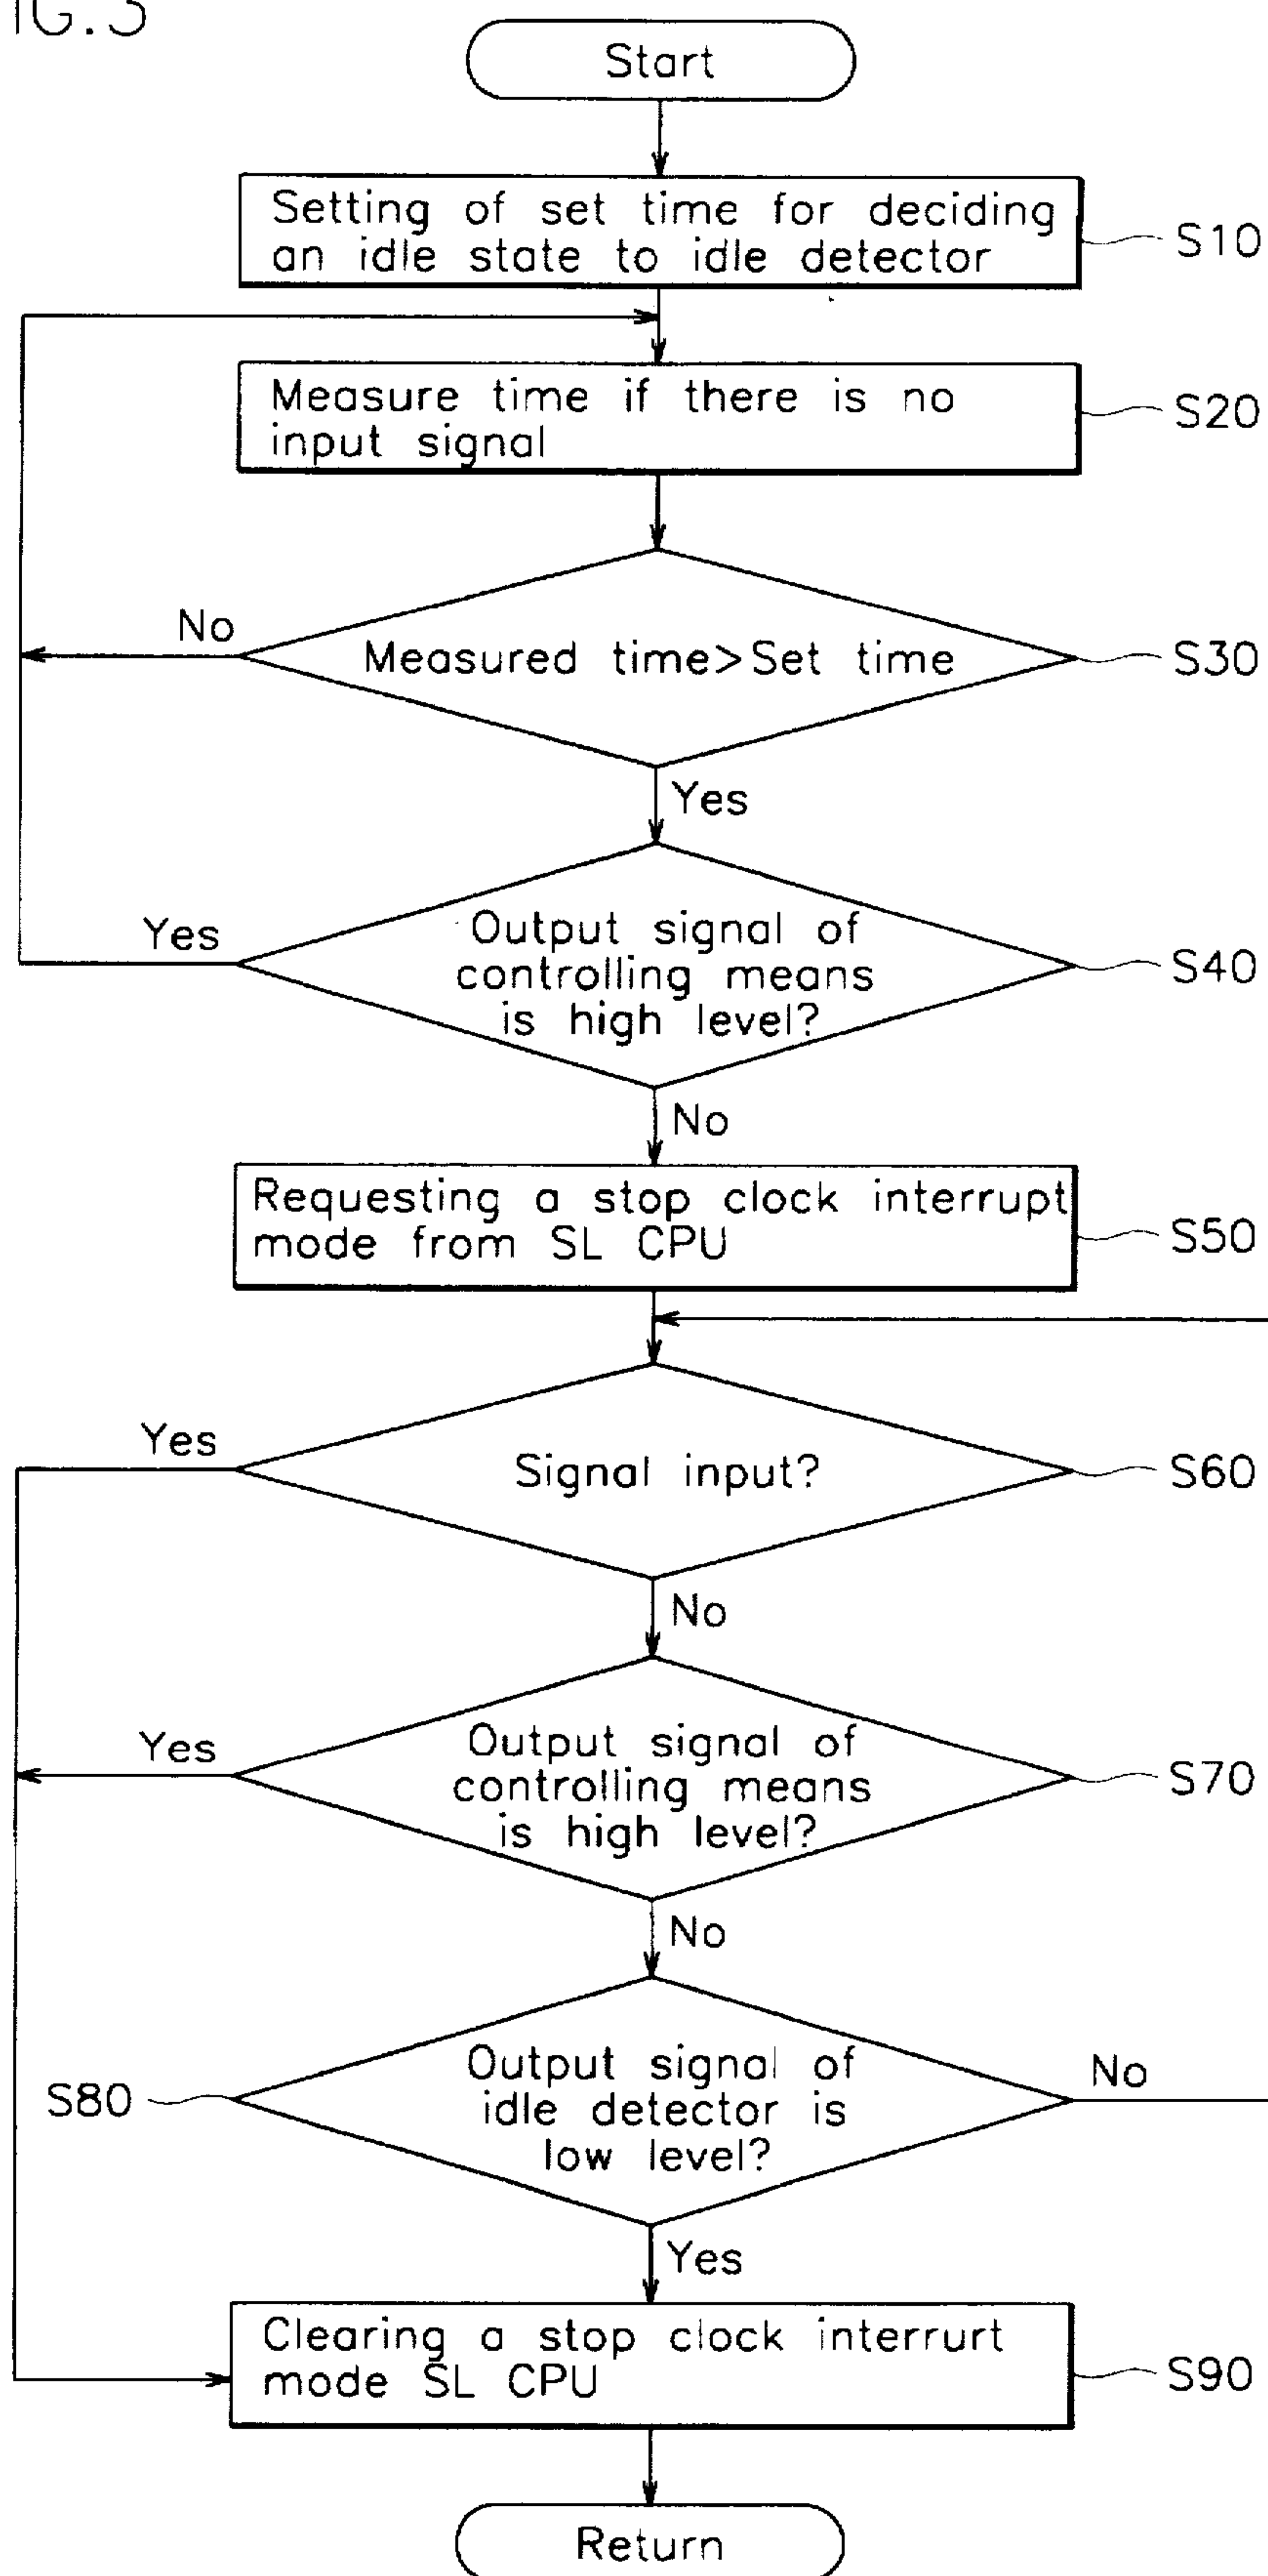 FIG.3
Start
Setting of set time for deciding
an idle state to idle detector
S10
Measure time if there is no
input signal
S20
No
Measured time>Set time
S30
Yes
Yes
Output signal of
controlling means
is high level?
S40
No
Requesting a stop clock interrupt
mode from SL CPU
S50
Yes
Signal input?
S60
No
Yes
Output signal of
controlling means
is high level?
S70
No
S80
Output signal of
idle detector is
low level?
No
Yes
Clearing a stop clock interrurt
mode SL CPU
S90
Return